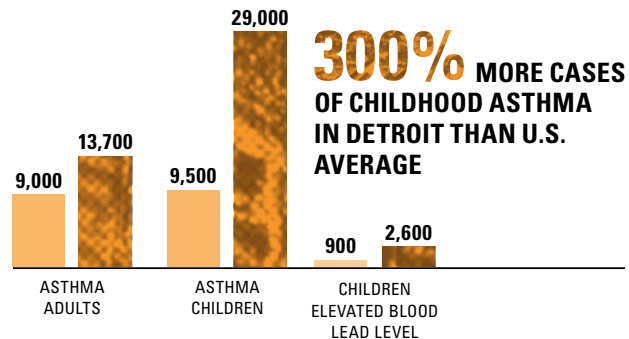 29,000
300% MORE CASES
OF CHILDHOOD ASTHMA
IN DETROIT THAN U.S.
AVERAGE
13,700
9,000
9,500
900
2,600
ASTHMA
ADULTS
ASTHMA
CHILDREN
CHILDREN
ELEVATED BLOOD
LEAD LEVEL